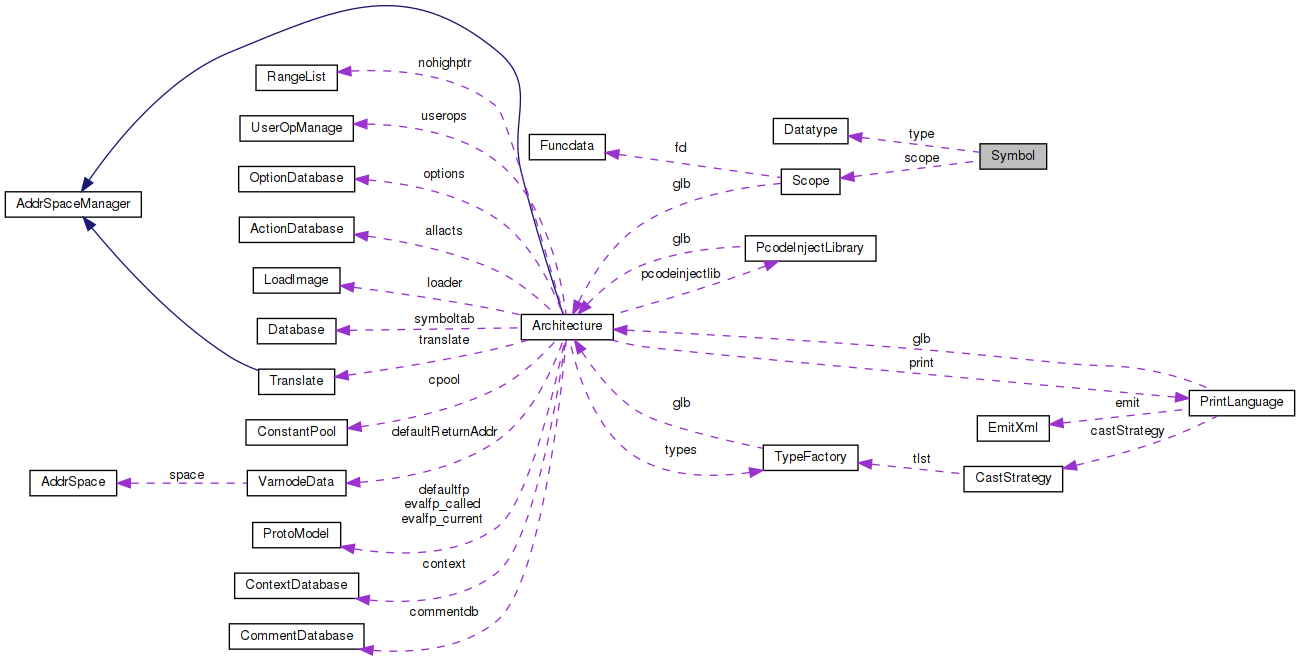 nohighptr
RangeList
userops
UserOpManage
Datatype
type
Symbol
Funcdata
fd
scope
options
OptionDatabase
glb
Scope
AddrSpaceManager
allacts
ActionDatabase
glb
PcodeInjectLibrary
loader
LoadImage
pcodeinjectlib
symboltab
Database
Architecture
translate
glb
print
Translate
cpool
PrintLanguage
emit
EmitXml
castStrategy
glb
ConstantPool
defaultReturnAddr
types
TypeFactory
tlst
CastStrategy
AddrSpace
space
VarnodeData
defaultfp
evalfp_called
evalfp_current
ProtoModel
context
ContextDatabase
commentdb
CommentDatabase